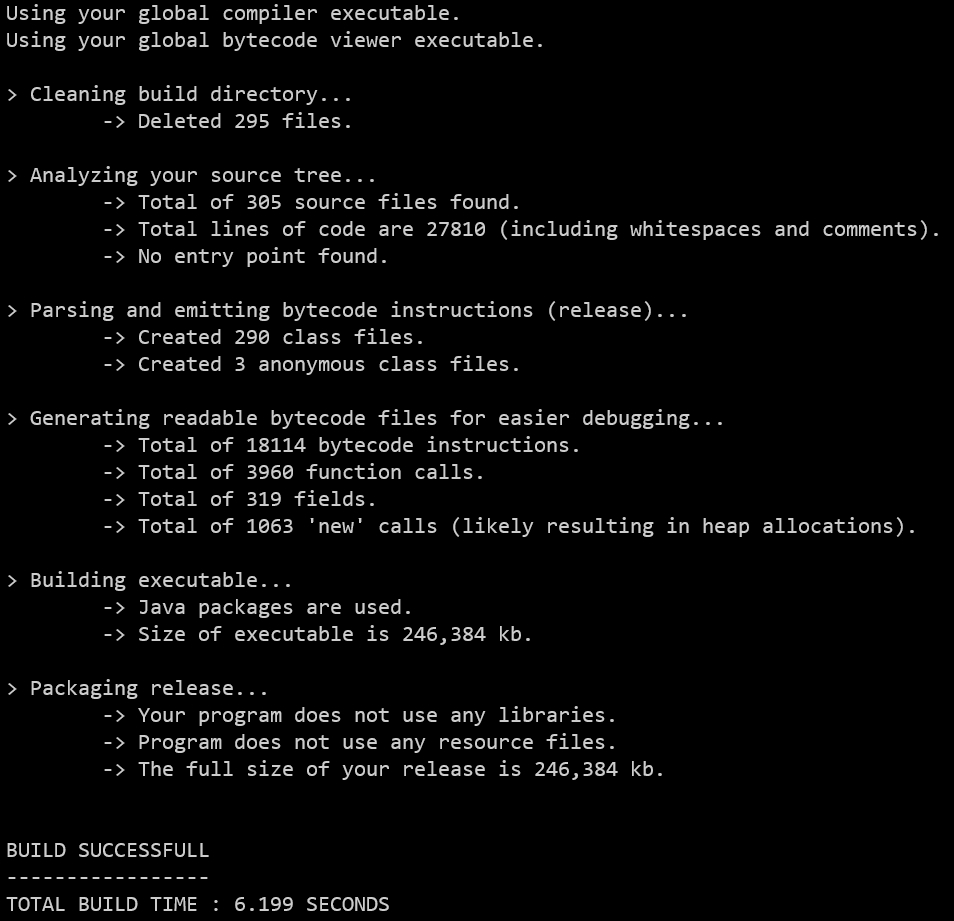 Using your global compiler executable.
Using your global bytecode viewer executable.
> Cleaning build directory...
-> Deleted 295 files.
> Analyzing your source tree...
-> Total of 305 source files found.
-> Total lines of code are 27810 (including whitespaces and comments).
-> No entry point found.
> Parsing and emitting bytecode instructions (release)...
-> Created 290 class files.
-> Created 3 anonymous class files.
> Generating readable bytecode files for easier debugging...
-> Total of 18114 bytecode instructions.
-> Total of 3960 function calls.
-> Total of 319 fields.
-> Total of 1063 'new' calls (likely resulting in heap allocations).
> Building executable...
-> Java packages are used.
-> Size of executable is 246,384 kb.
> Packaging release...
-> Your program does not use any libraries.
-> Program does not use any resource files.
-> The full size of your release is 246,384 kb.
BUILD SUCCESSFULL
-----------------
TOTAL BUILD TIME : 6.199 SECONDS